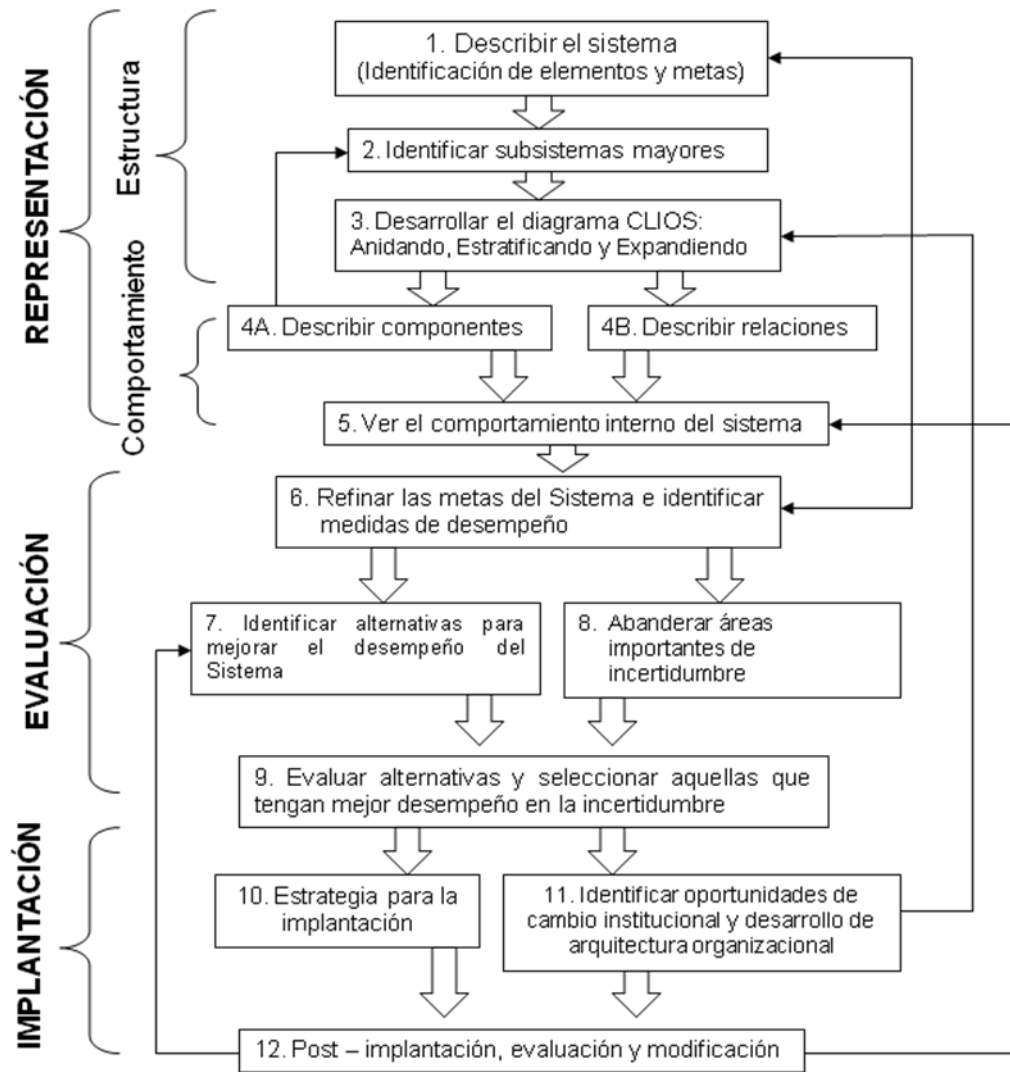 REPRESENTACIÓN
Estructura
Comportamiento
1. Describir el sistema
(Identificación de elementos y metas)
2. Identificar subsistemas mayores
3. Desarrollar el diagrama CLIOS:
Anidando, Estratificando y Expandiendo
4A. Describir componentes
4B. Describir relaciones
5. Ver el comportamiento interno del sistema
EVALUACIÓN
6. Refinar las metas del Sistema e identificar
medidas de desempeño
7. Identificar alternativas para
mejorar el desempeño del
Sistema
8. Abanderar áreas
importantes de
incertidumbre
9. Evaluar alternativas y seleccionar aquellas que
tengan mejor desempeño en la incertidumbre
IMPLANTACIÓN
10. Estrategia para la
implantación
11. Identificar oportunidades de
cambio institucional y desarrollo de
arquitectura organizacional
12. Post – implantación, evaluación y modificación